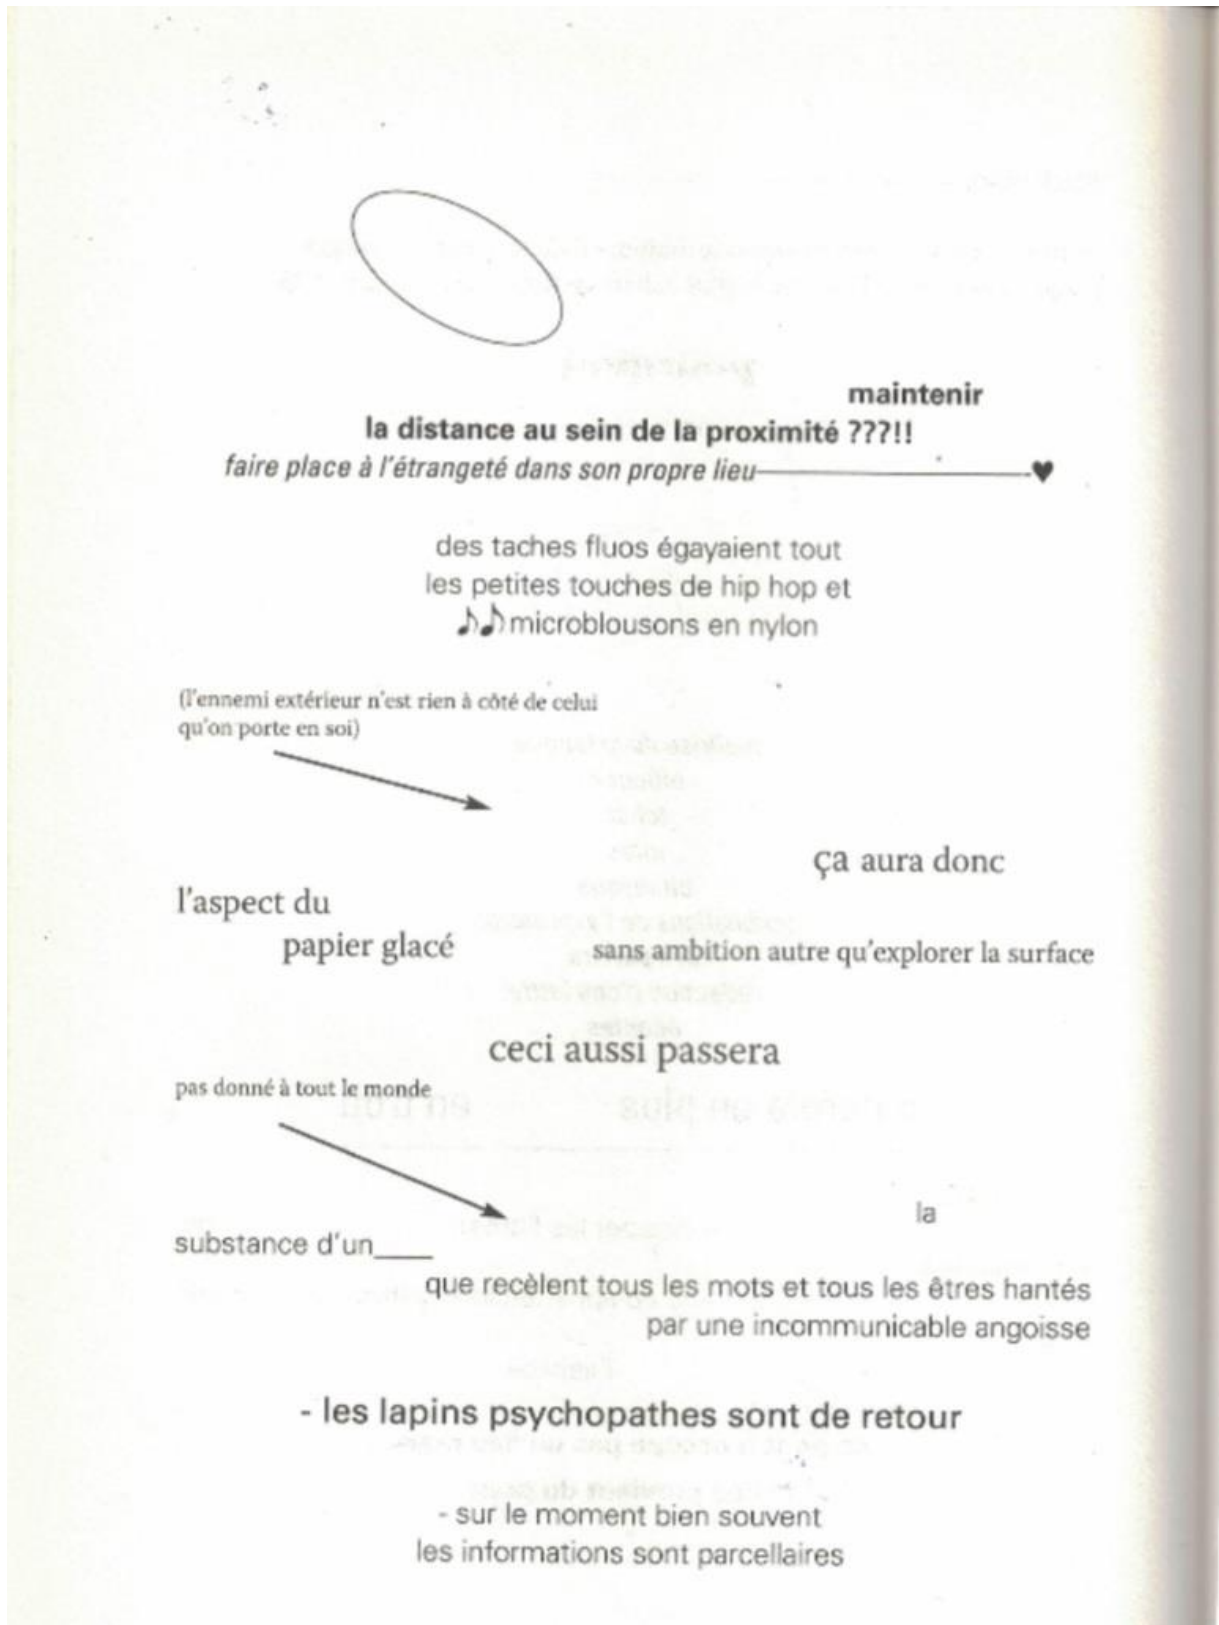 maintenir
la distance au sein de la proximité ???!!
faire place à l'étrangeté dans son propre lieu————♥
des taches fluos égayaient tout
les petites touches de hip hop et
♪♪microblousons en nylon
(l'ennemi extérieur n'est rien à côté de celui
qu'on porte en soi)
ça aura donc
l'aspect du
papier glacé
sans ambition autre qu'explorer la surface
ceci aussi passera
pas donné à tout le monde
la
substance d'un____
que recèlent tous les mots et tous les êtres hantés
par une incommunicable angoisse
- les lapins psychopathes sont de retour
- sur le moment bien souvent
les informations sont parcellaires